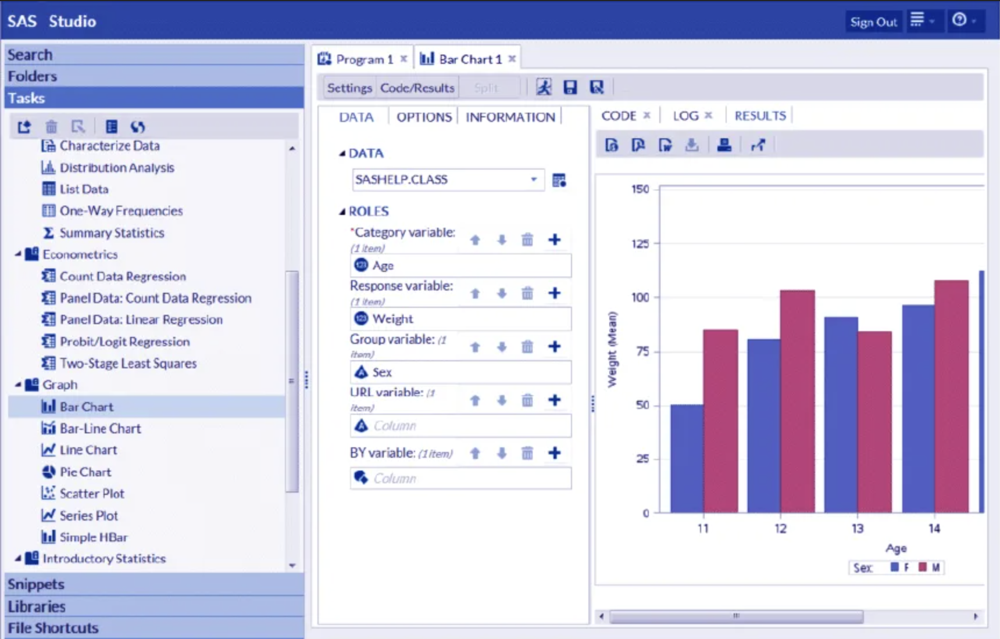 SAS Studio
Sign Out
Search
Folders
Tasks
Characterize Data
Distribution Analysis
List Data
One-Way Frequencies
Summary Statistics
Econometrics
Count Data Regression
Panel Data: Count Data Regression
Panel Data: Linear Regression
Probit/Logit Regression
Two-Stage Least Squares
Graph
Bar Chart
Bar-Line Chart
Line Chart
Pie Chart
Scatter Plot
Series Plot
Simple HBar
Introductory Statistics
Snippets
Libraries
File Shortcuts
Program 1
Bar Chart 1
Settings Code/Results Split
DATA OPTIONS INFORMATION
DATA
SASHELP.CLASS
ROLES
*Category variable:
(1 item)
Age
Response variable:
(1 item)
Weight
Group variable: (1
item)
Sex
URL variable: (1
item)
Column
BY variable: (1 item)
Column
CODE LOG RESULTS
150
125
100
75
50
25
0
Weight (Mean)
11 12 13 14
Age
Sex F M